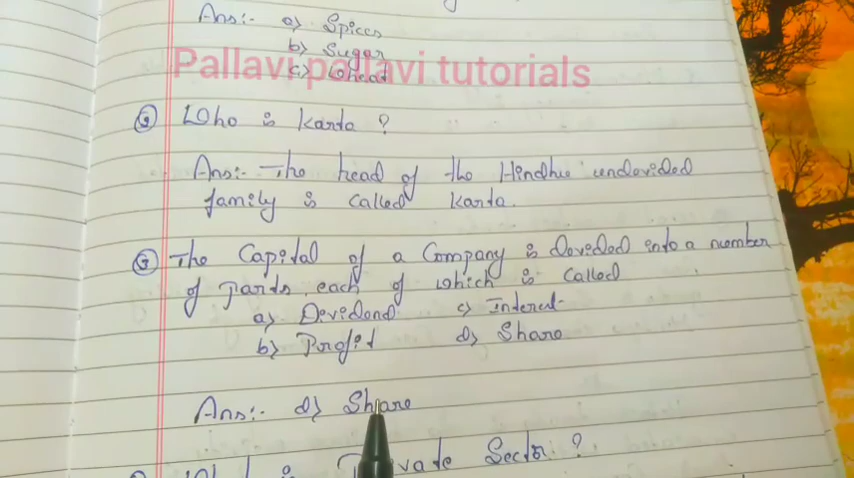 Ans:- a) Spices
b) Sugar
c) Wheat
Pallavi pallavi tutorials
Q Who is Karta ?
Ans:- The head of the Hindhu undevided
family is called Karta.
Q The Capital of a Company is devided into a number
of Parts, each of which is called
a) Devidend c) Interest
b) Profit d) Share
Ans:- d) Share
Private Sector ?